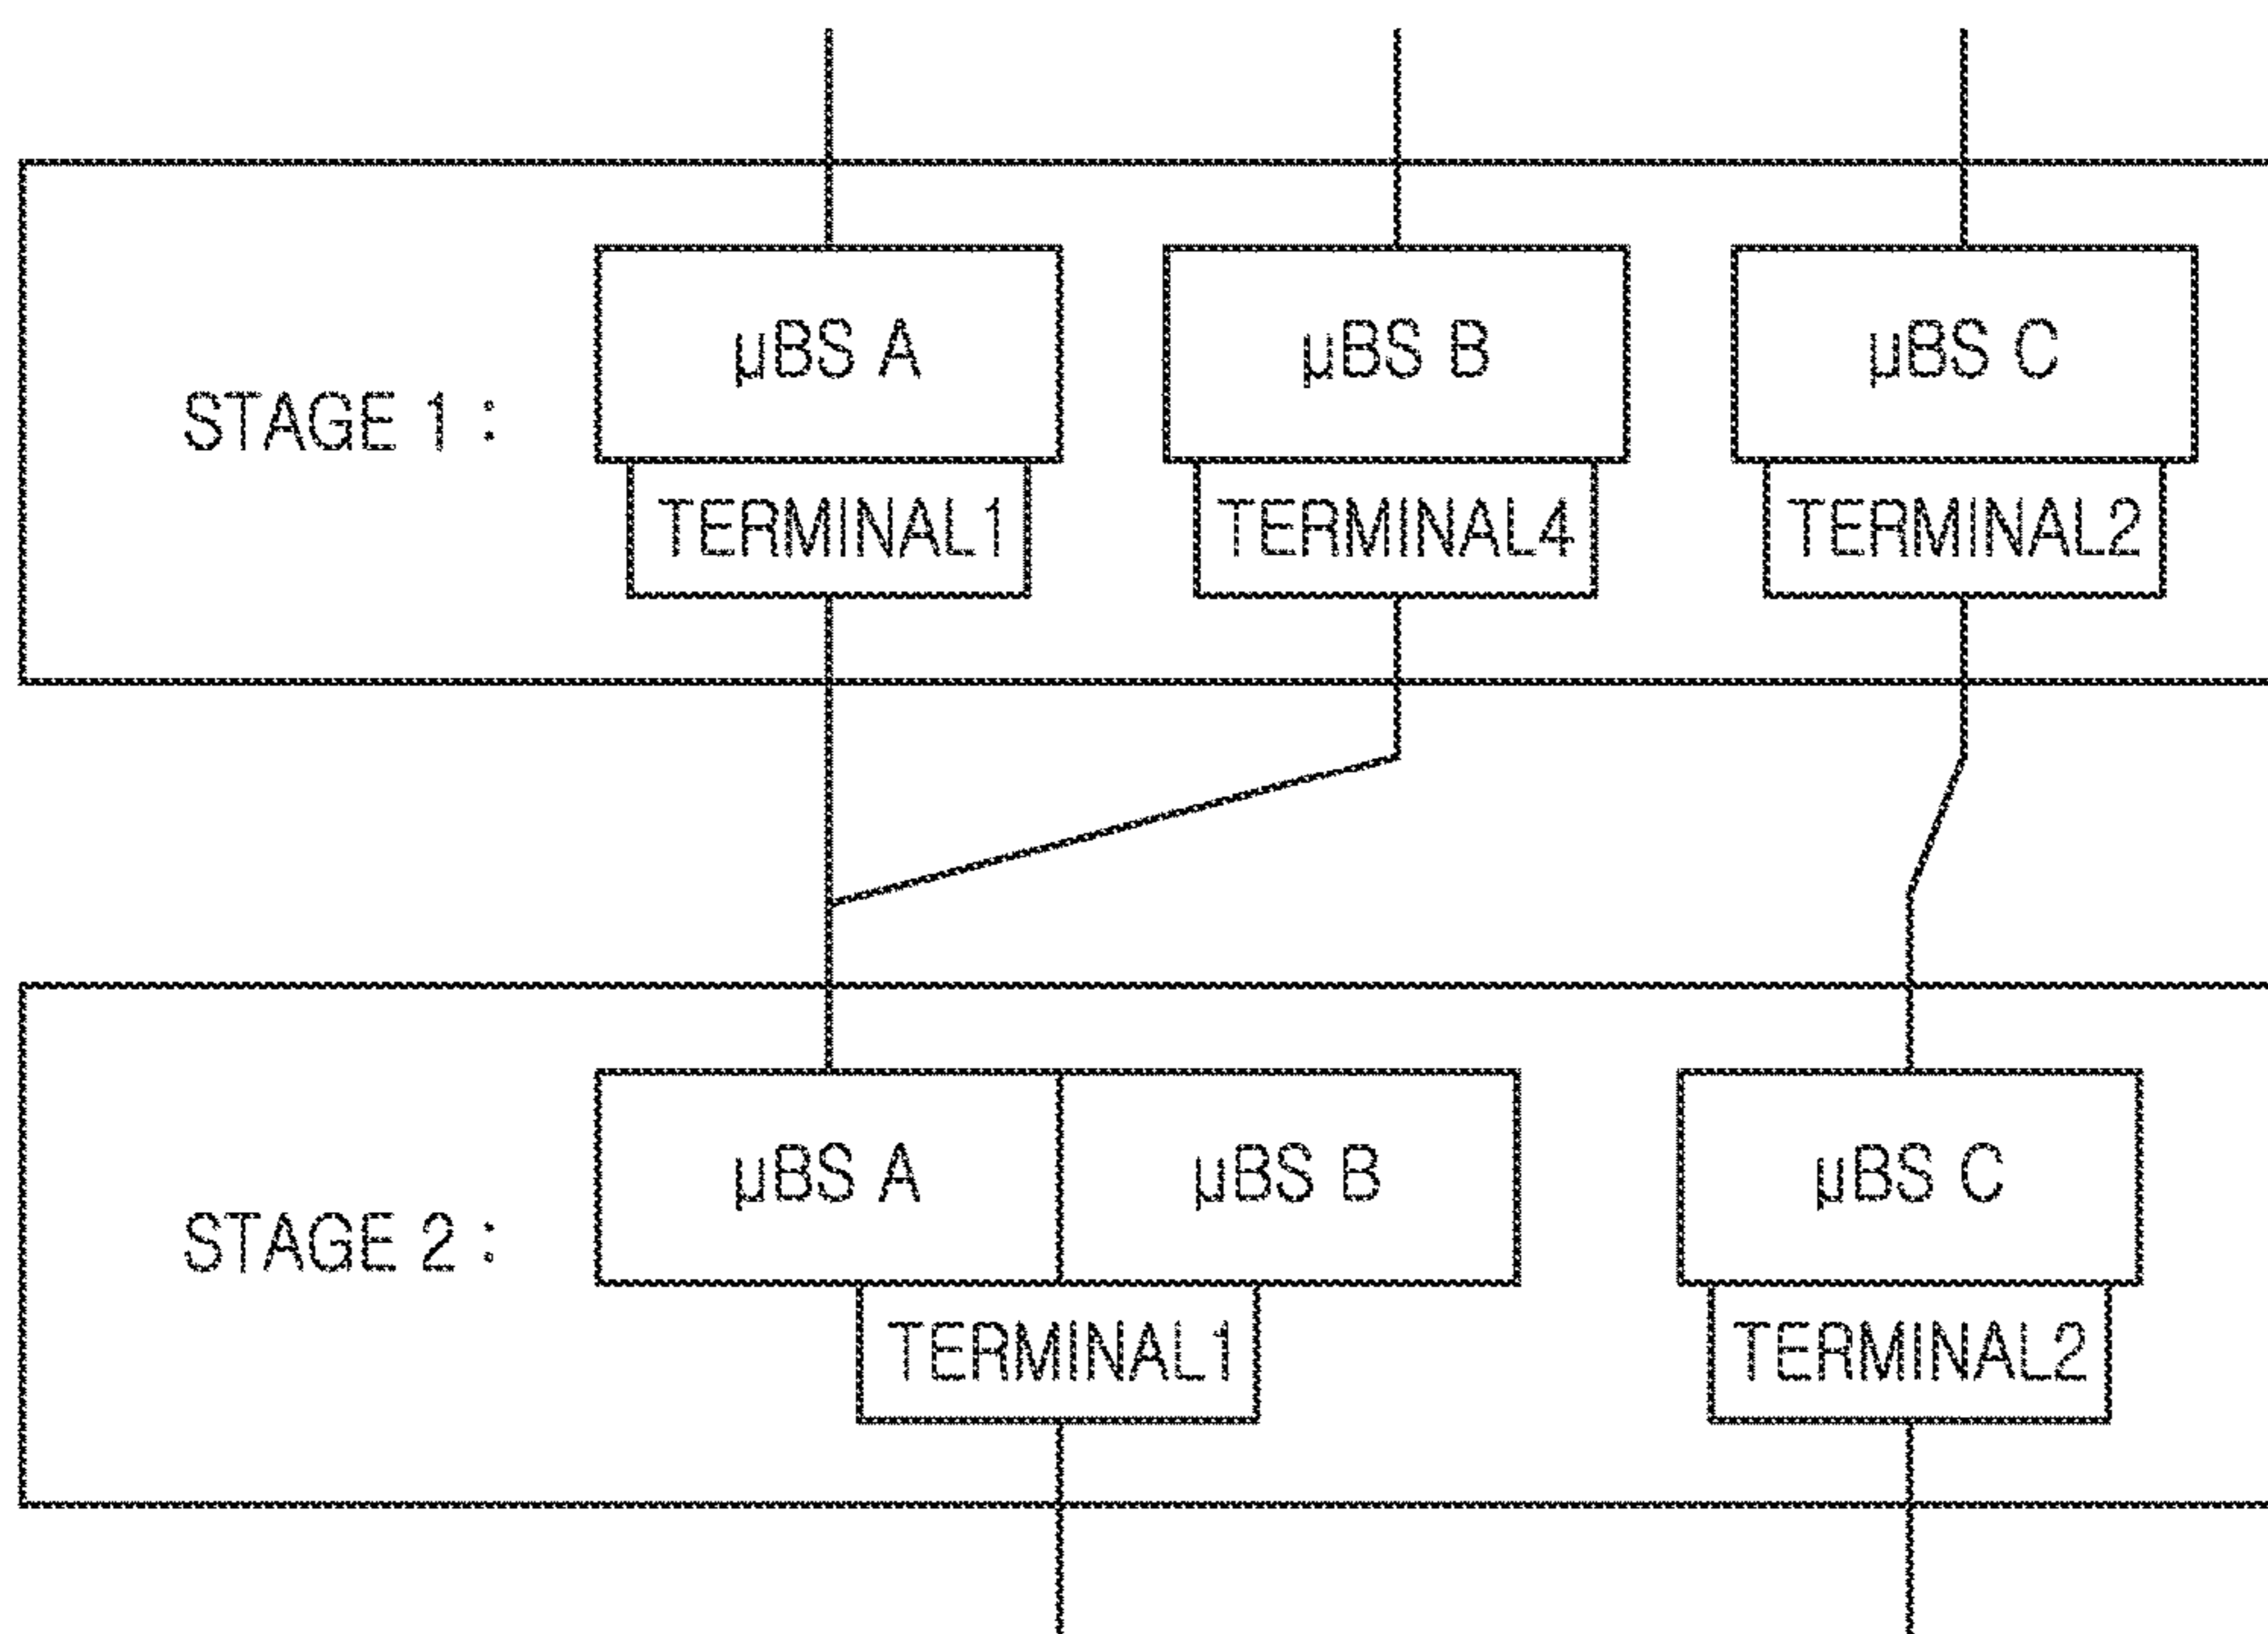 µBS A µBS B µBS C
STAGE 1 :
TERMINAL1 TERMINAL4 TERMINAL2
µBS A µBS B µBS C
STAGE 2 :
TERMINAL1 TERMINAL2